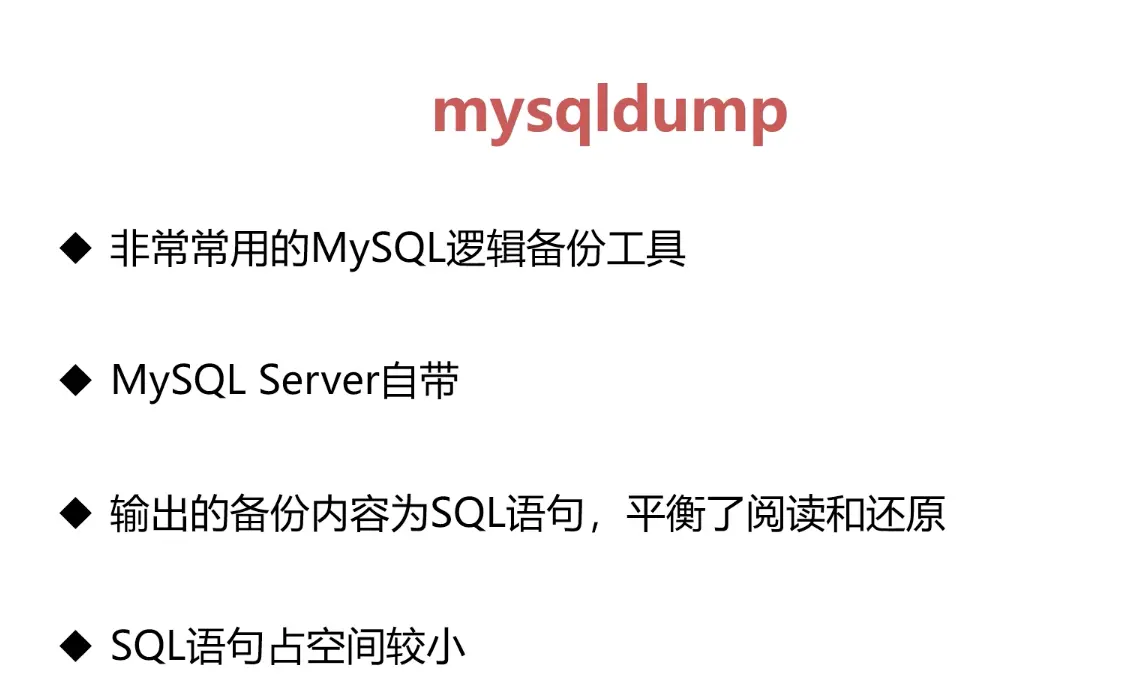 mysqldump
◆ 非常常用的MySQL逻辑备份工具
◆ MySQL Server自带
◆ 输出的备份内容为SQL语句，平衡了阅读和还原
◆ SQL语句占空间较小